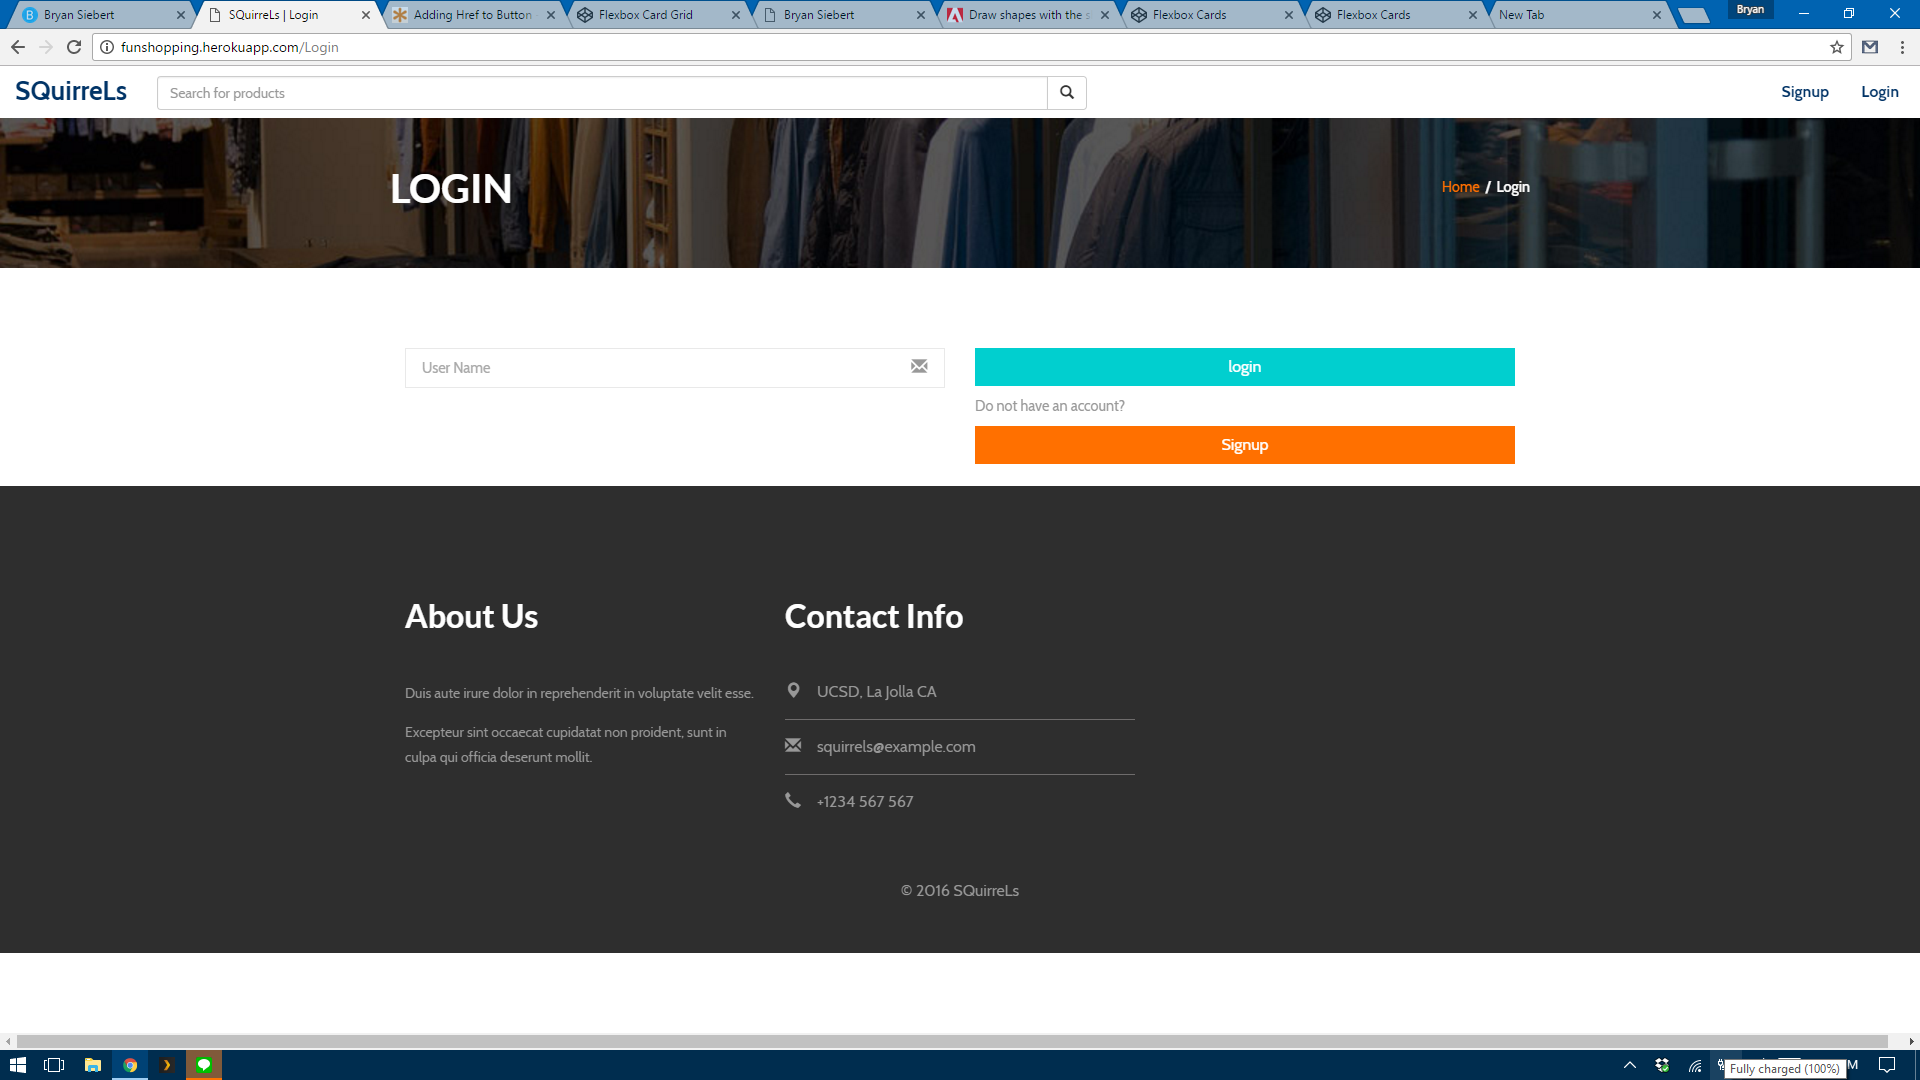 Bryan Siebert
SQuirreLs | Login
Adding Href to Button
Flexbox Card Grid
Bryan Siebert
Draw shapes with the s
Flexbox Cards
Flexbox Cards
New Tab
Bryan
funshopping.herokuapp.com/Login
SQuirreLs
Search for products
Signup
Login
LOGIN
Home / Login
User Name
login
Do not have an account?
Signup
About Us
Duis aute irure dolor in reprehenderit in voluptate velit esse.
Excepteur sint occaecat cupidatat non proident, sunt in
culpa qui officia deserunt mollit.
Contact Info
UCSD, La Jolla CA
squirrels@example.com
+1234 567 567
© 2016 SQuirreLs
Fully charged (100%)
M